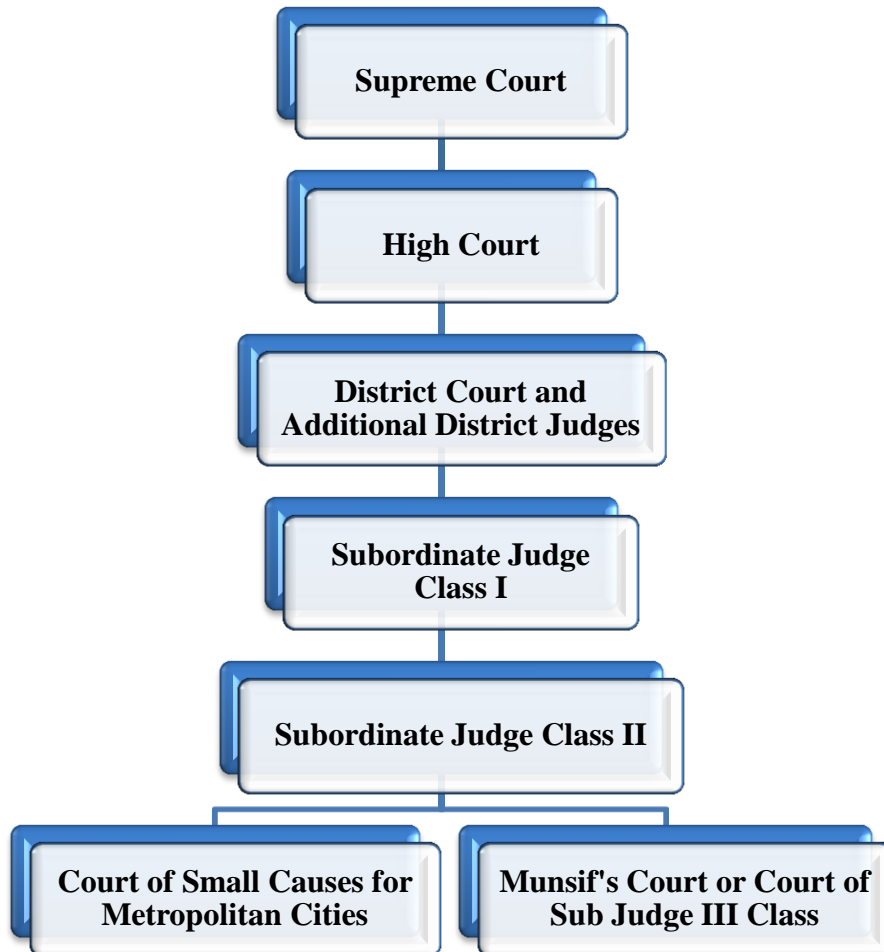 Supreme Court
High Court
District Court and
Additional District Judges
Subordinate Judge
Class I
Subordinate Judge Class II
Court of Small Causes for
Metropolitan Cities
Munsif's Court or Court of
Sub Judge III Class